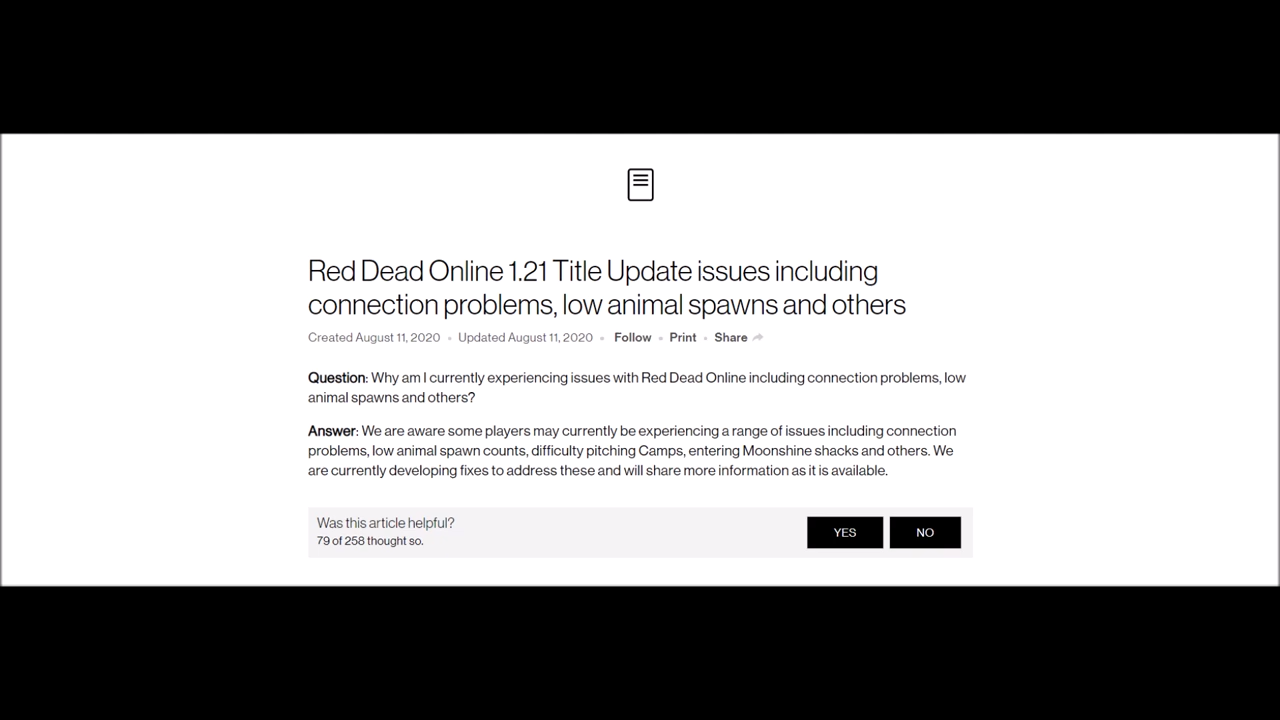 Red Dead Online 1.21 Title Update issues including
connection problems, low animal spawns and others
Created August 11, 2020 • Updated August 11, 2020 • Follow • Print • Share
Question: Why am I currently experiencing issues with Red Dead Online including connection problems, low
animal spawns and others?
Answer: We are aware some players may currently be experiencing a range of issues including connection
problems, low animal spawn counts, difficulty pitching Camps, entering Moonshine shacks and others. We
are currently developing fixes to address these and will share more information as it is available.
Was this article helpful?
79 of 258 thought so.
YES NO